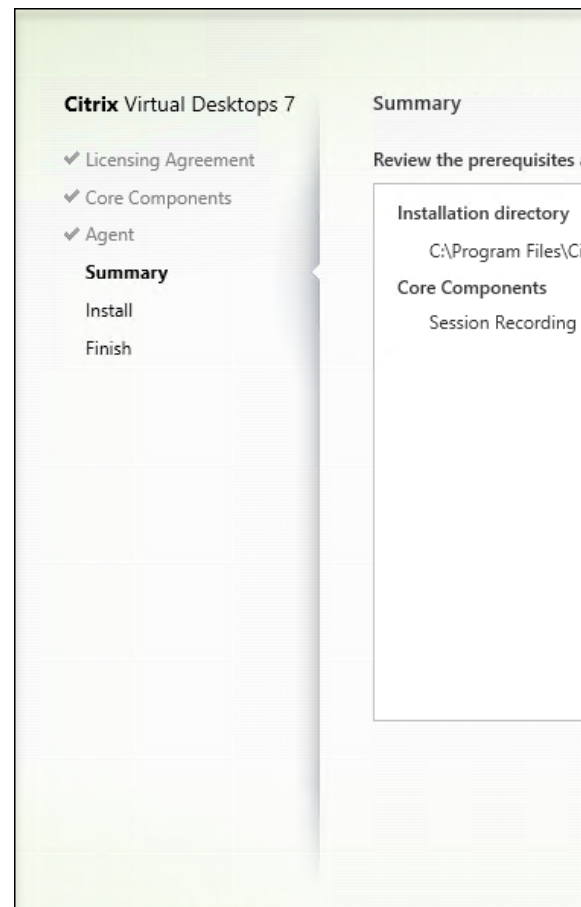 Citrix Virtual Desktops 7
Licensing Agreement
Core Components
Agent
Summary
Install
Finish
Summary
Review the prerequisites
Installation directory
C:\Program Files\Ci
Core Components
Session Recording